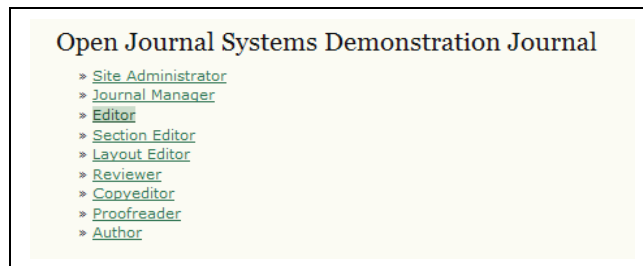 Open Journal Systems Demonstration Journal
» Site Administrator
» Journal Manager
» Editor
» Section Editor
» Layout Editor
» Reviewer
» Copyeditor
» Proofreader
» Author